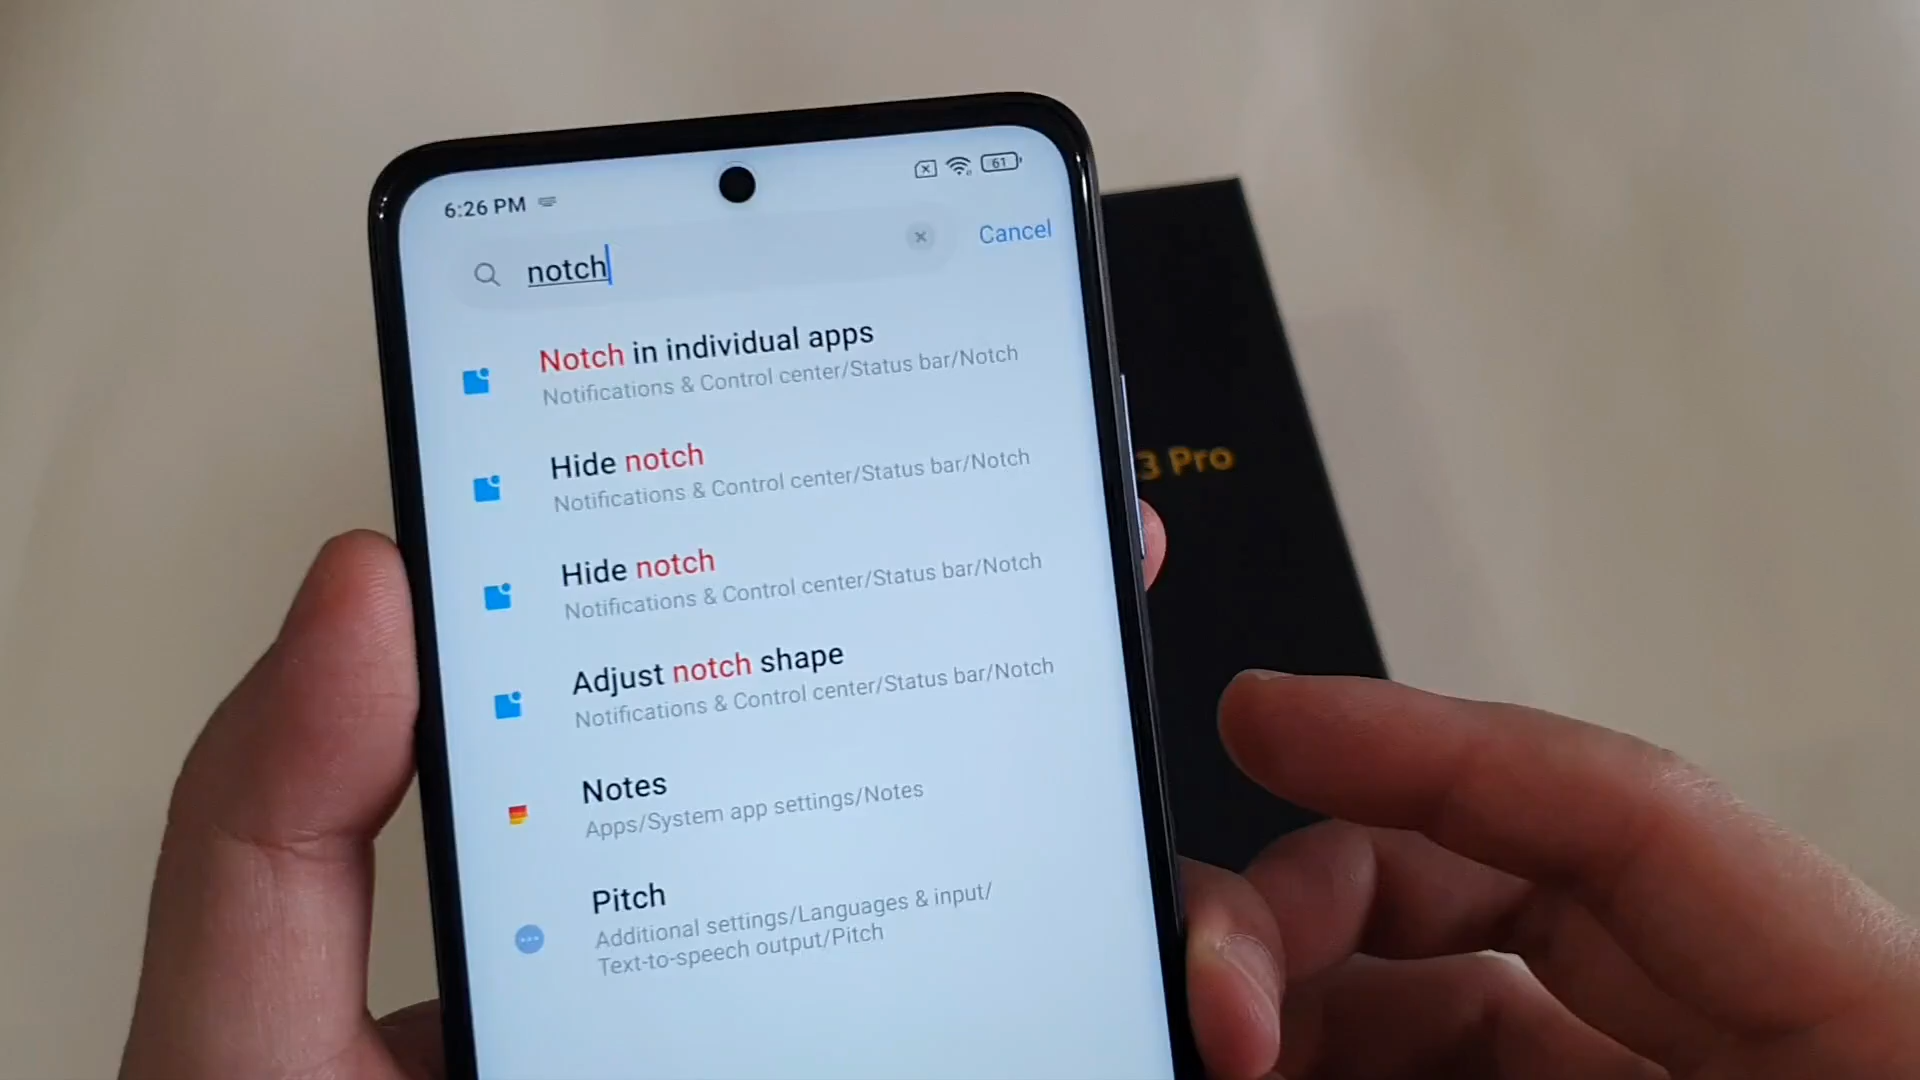 6:26 PM
61
notch
Cancel
Notch in individual apps
Notifications & Control center/Status bar/Notch
Hide notch
Notifications & Control center/Status bar/Notch
Hide notch
Notifications & Control center/Status bar/Notch
Adjust notch shape
Notifications & Control center/Status bar/Notch
Notes
Apps/System app settings/Notes
Pitch
Additional settings/Languages & input/
Text-to-speech output/Pitch
3 Pro